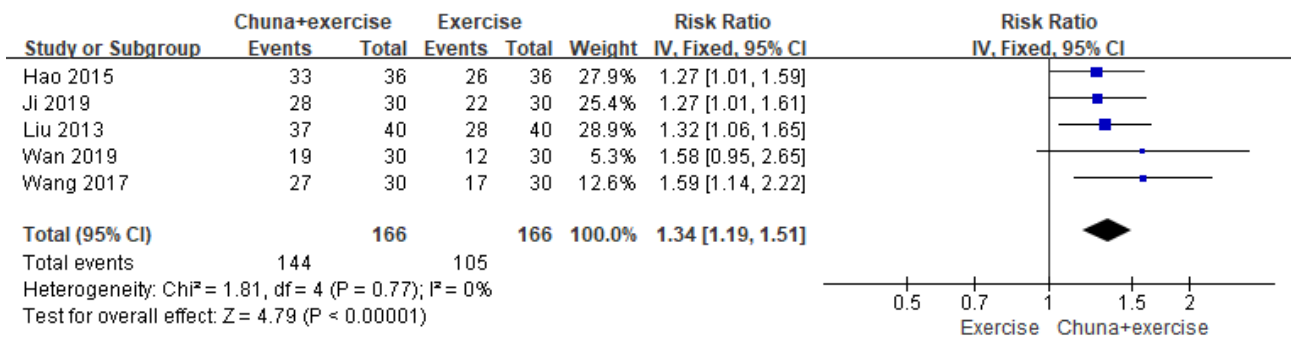 Chuna+exercise Exercise Risk Ratio Risk Ratio
Study or Subgroup Events Total Events Total Weight IV, Fixed, 95% CI IV, Fixed, 95% CI
Hao 2015 33 36 26 36 27.9% 1.27 [1.01, 1.59]
Ji 2019 28 30 22 30 25.4% 1.27 [1.01, 1.61]
Liu 2013 37 40 28 40 28.9% 1.32 [1.06, 1.65]
Wan 2019 19 30 12 30 5.3% 1.58 [0.95, 2.65]
Wang 2017 27 30 17 30 12.6% 1.59 [1.14, 2.22]
Total (95% CI) 166 166 100.0% 1.34 [1.19, 1.51]
Total events 144 105
Heterogeneity: Chi² = 1.81, df = 4 (P = 0.77); I² = 0%
Test for overall effect: Z = 4.79 (P < 0.00001)
0.5 0.7 1 1.5 2
Exercise Chuna+exercise